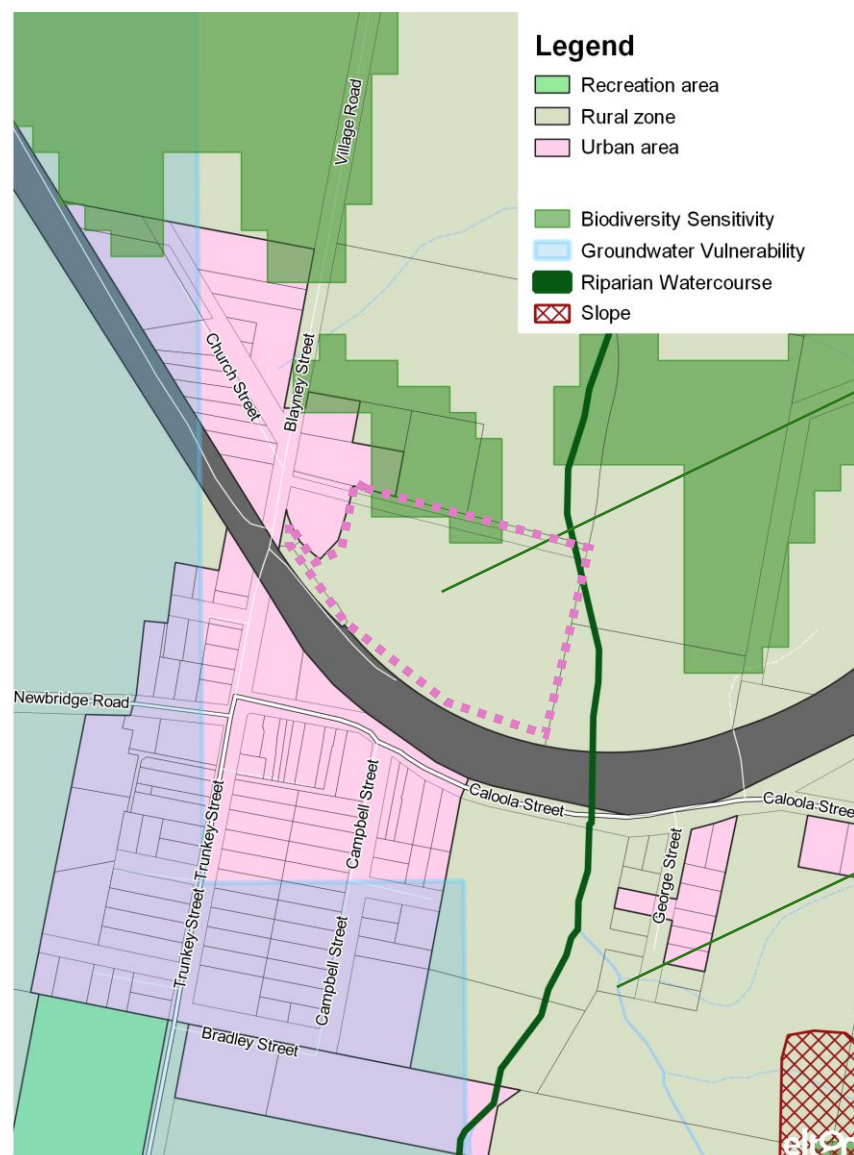 Legend
Recreation area
Rural zone
Urban area
Biodiversity Sensitivity
Groundwater Vulnerability
Riparian Watercourse
Slope
Village Road
Church Street
Blayney Street
Newbridge Road
Caloola Street
Caloola Stree
Campbell Street
Trunkey Street
Trunkey Street
George Street
Campbell Street
Bradley Street
elton